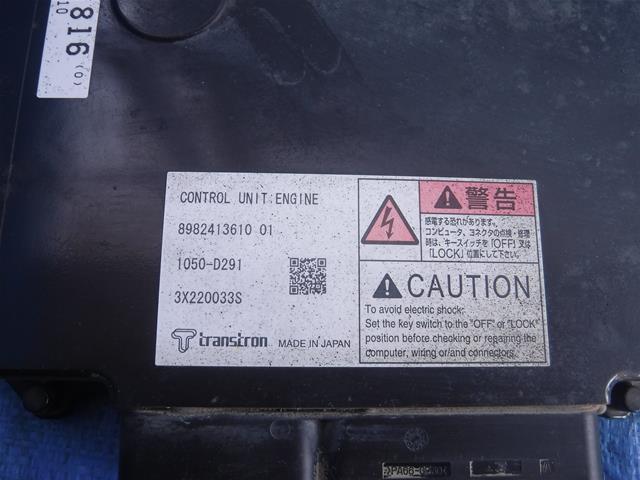 816 (0)
10
CONTROL UNIT:ENGINE
8982413610 01
1050-D291
3X220033S
transtron MADE IN JAPAN
警告
感電する恐れがあります。
コンピュータ、コネクタの点検・修理
時は、キースイッチを「OFF」又は
「LOCK」位置にして下さい。
CAUTION
To avoid electric shock:
Set the key switch to the "OFF" or "LOCK"
position before checking or repairing the
computer, wiring or/and connectors.